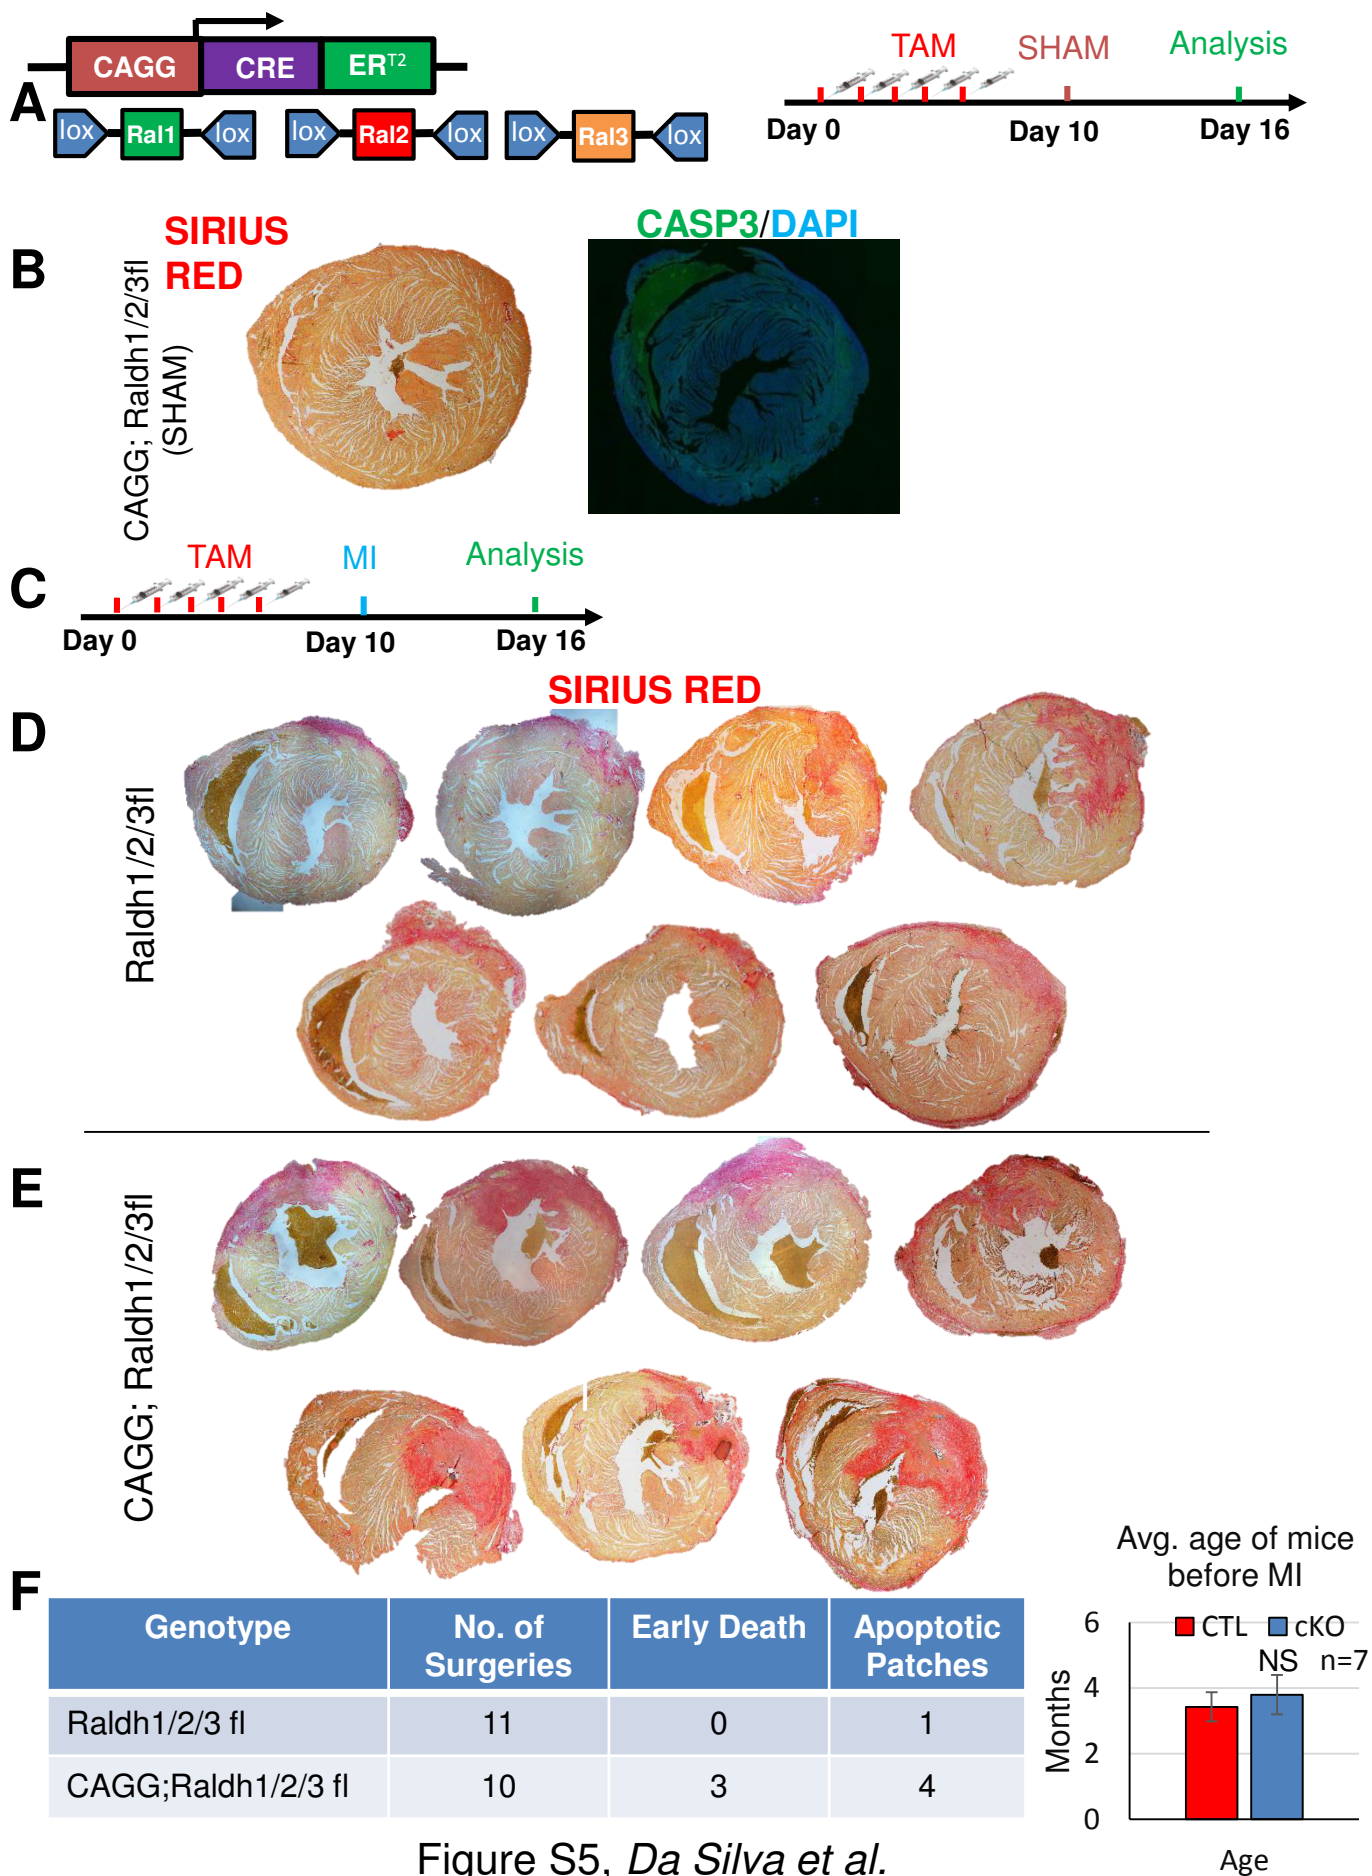 A
CAGG CRE ERT2
lox Ral1 lox lox Ral2 lox lox Ral3 lox
TAM SHAM Analysis
Day 0 Day 10 Day 16
B
CAGG; Raldh1/2/3fl
(SHAM)
SIRIUS
RED
CASP3/DAPI
C
TAM MI Analysis
Day 0 Day 10 Day 16
SIRIUS RED
D
Raldh1/2/3fl
E
CAGG; Raldh1/2/3fl
F
Genotype No. of Surgeries Early Death Apoptotic Patches
Raldh1/2/3 fl 11 0 1
CAGG;Raldh1/2/3 fl 10 3 4
Avg. age of mice
before MI
CTL cKO
NS n=7
Months
6
4
2
0
Age
Figure S5, Da Silva et al.